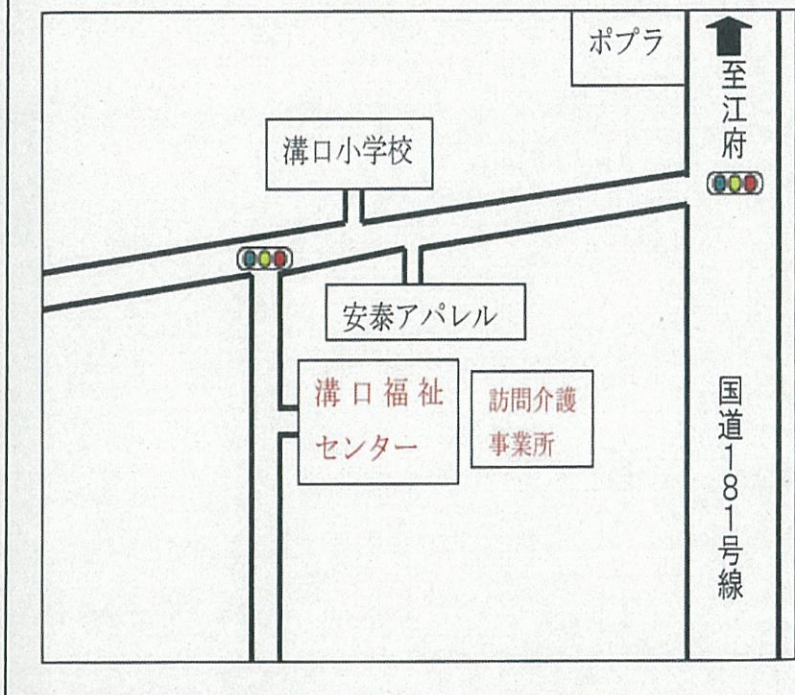 ポプラ
至江府
溝口小学校
安泰アパレル
溝口福祉
センター
訪問介護
事業所
国道181号線